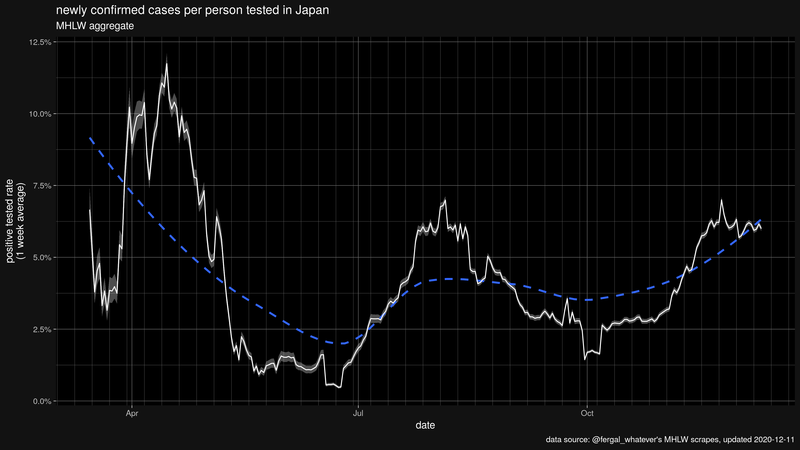 newly confirmed cases per person tested in Japan
MHLW aggregate
12.5%
10.0%
7.5%
5.0%
2.5%
0.0%
positive tested rate
(1 week average)
Apr
Jul
Oct
date
data source: @fergal_whatever's MHLW scrapes, updated 2020-12-11